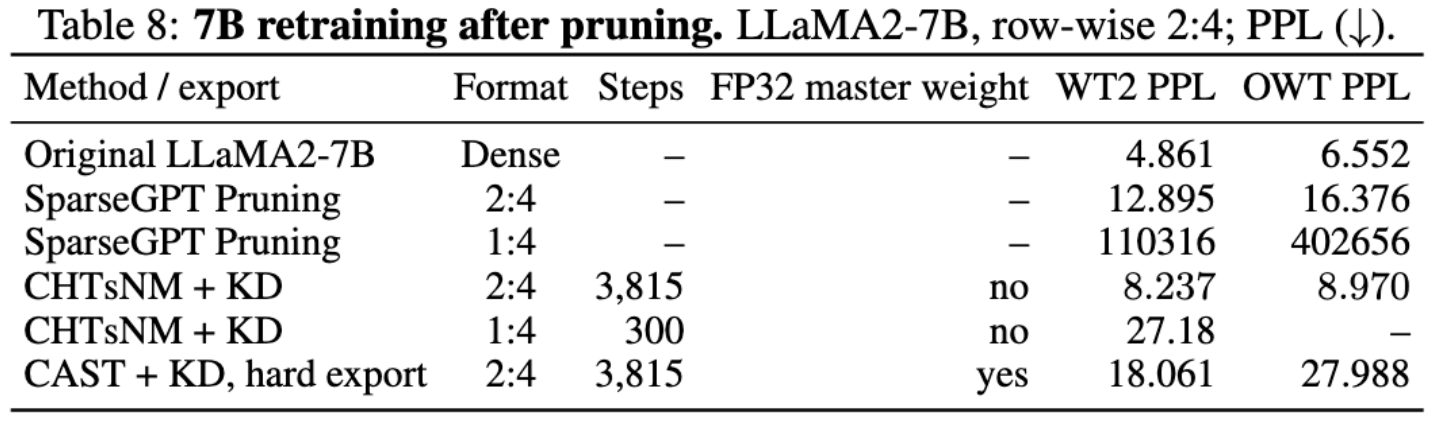 Table 8: 7B retraining after pruning. LLaMA2-7B, row-wise 2:4; PPL (↓).
Method / export Format Steps FP32 master weight WT2 PPL OWT PPL
Original LLaMA2-7B Dense – – 4.861 6.552
SparseGPT Pruning 2:4 – – 12.895 16.376
SparseGPT Pruning 1:4 – – 110316 402656
CHTsNM + KD 2:4 3,815 no 8.237 8.970
CHTsNM + KD 1:4 300 no 27.18 –
CAST + KD, hard export 2:4 3,815 yes 18.061 27.988